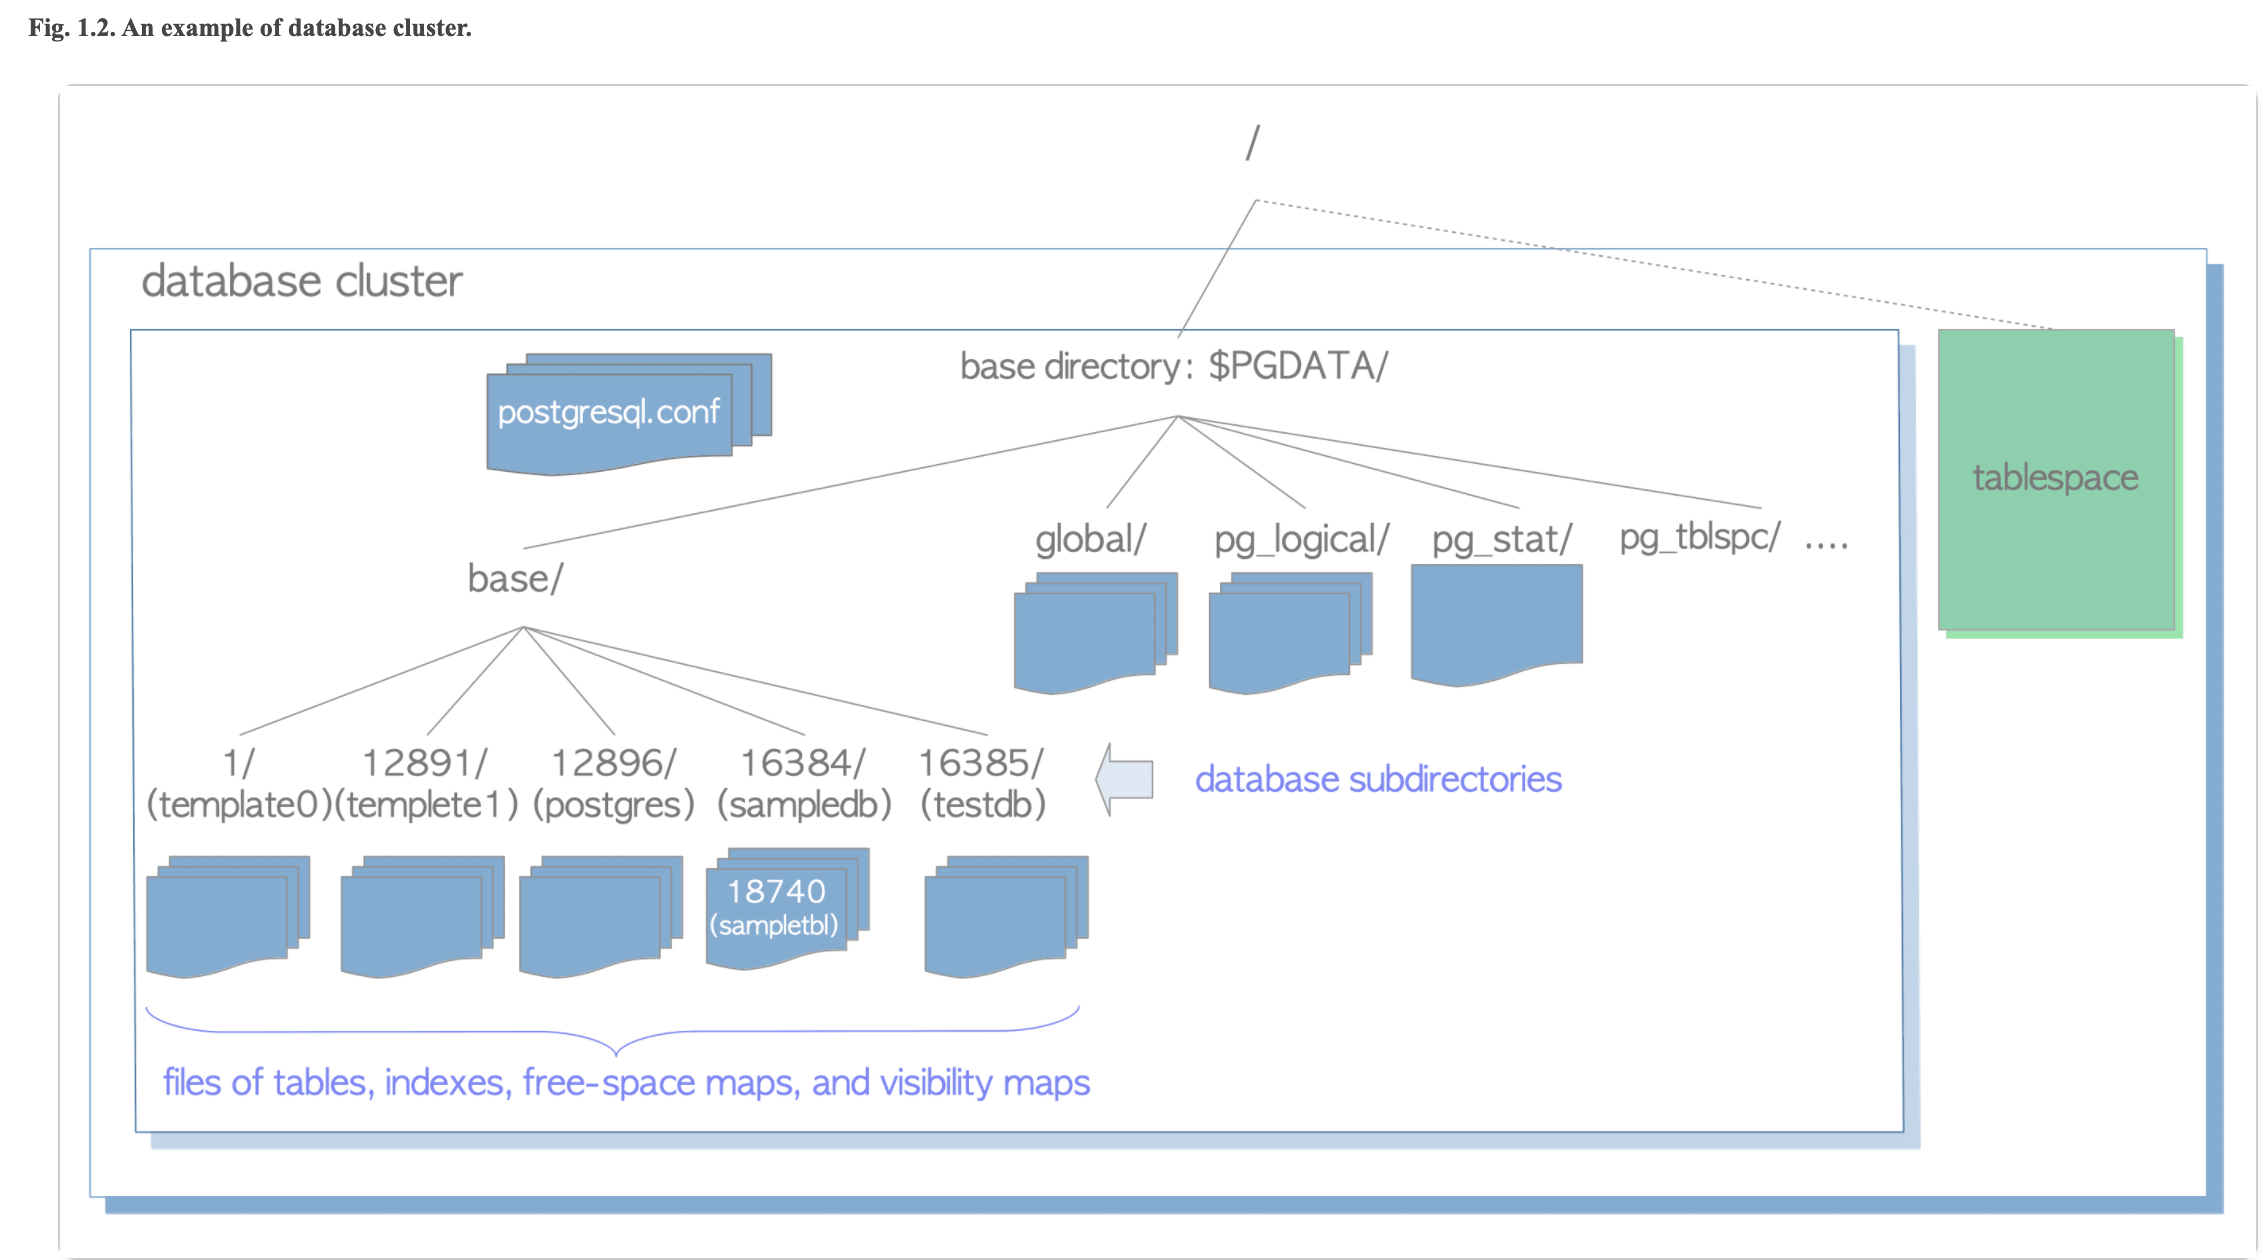 Fig. 1.2. An example of database cluster.
/
database cluster
base directory: $PGDATA/
postgresql.conf
tablespace
global/ pg_logical/ pg_stat/ pg_tblspc/ ....
base/
1/ 12891/ 12896/ 16384/ 16385/
(template0) (templete1) (postgres) (sampledb) (testdb)
database subdirectories
18740
(sampletbl)
files of tables, indexes, free-space maps, and visibility maps